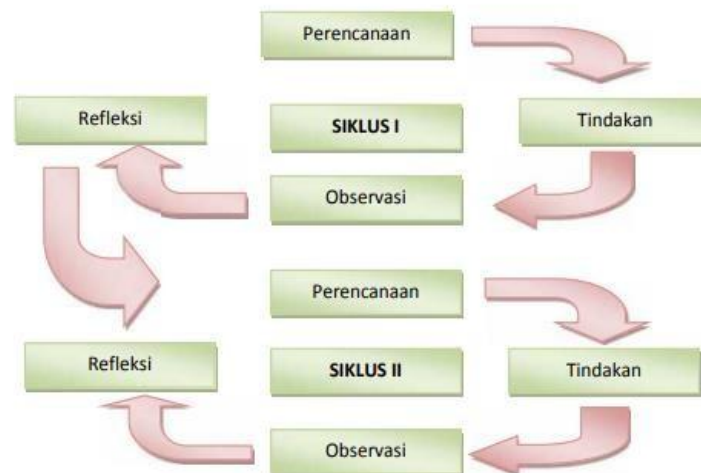 Perencanaan
Refleksi
SIKLUS I
Tindakan
Observasi
Perencanaan
Refleksi
SIKLUS II
Tindakan
Observasi